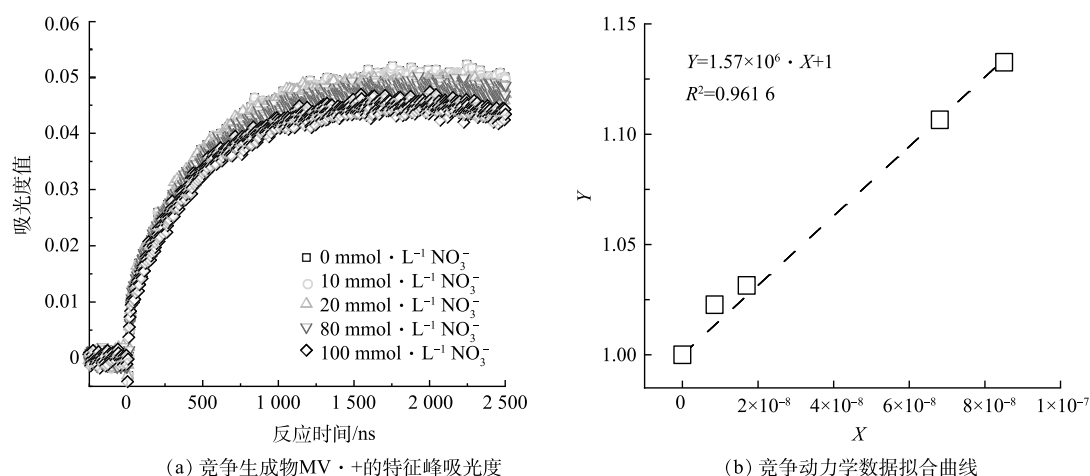 0.06
0.05
0.04
0.03
0.02
0.01
0
吸光度值
0 mmol·L⁻¹ NO₃⁻
10 mmol·L⁻¹ NO₃⁻
20 mmol·L⁻¹ NO₃⁻
80 mmol·L⁻¹ NO₃⁻
100 mmol·L⁻¹ NO₃⁻
0 500 1 000 1 500 2 000 2 500
反应时间/ns
(a) 竞争生成物MV·+的特征峰吸光度
1.15
1.10
1.05
1.00
Y
Y=1.57×10⁶·X+1
R²=0.961 6
0 2×10⁻⁸ 4×10⁻⁸ 6×10⁻⁸ 8×10⁻⁸ 1×10⁻⁷
X
(b) 竞争动力学数据拟合曲线